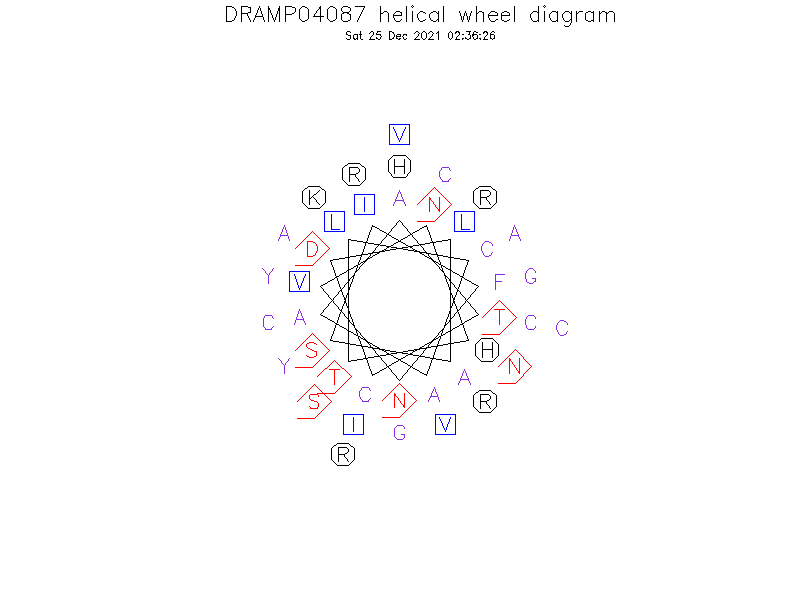 DRAMP04087 helical wheel diagram
Sat 25 Dec 2021 02:36:26
V
R H C
K I A N R
A D L L C A
Y V F G
C A T C C
Y S T H N
S C N A A R
I G V
R